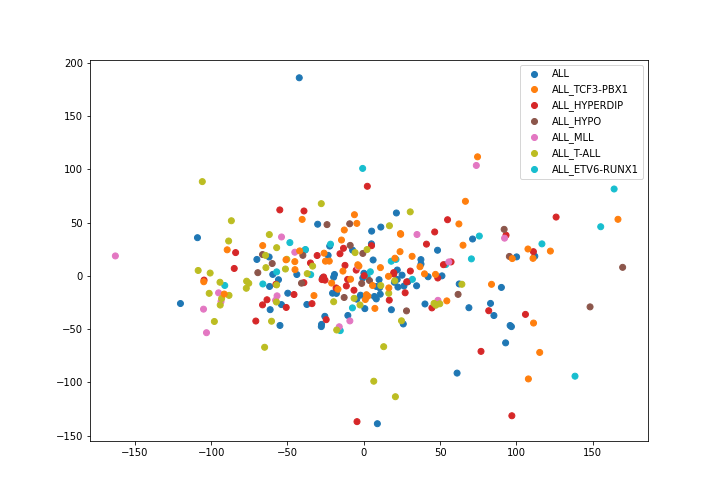 200
150
100
50
0
−50
−100
−150
−150
−100
−50
0
50
100
150
ALL
ALL_TCF3-PBX1
ALL_HYPERDIP
ALL_HYPO
ALL_MLL
ALL_T-ALL
ALL_ETV6-RUNX1